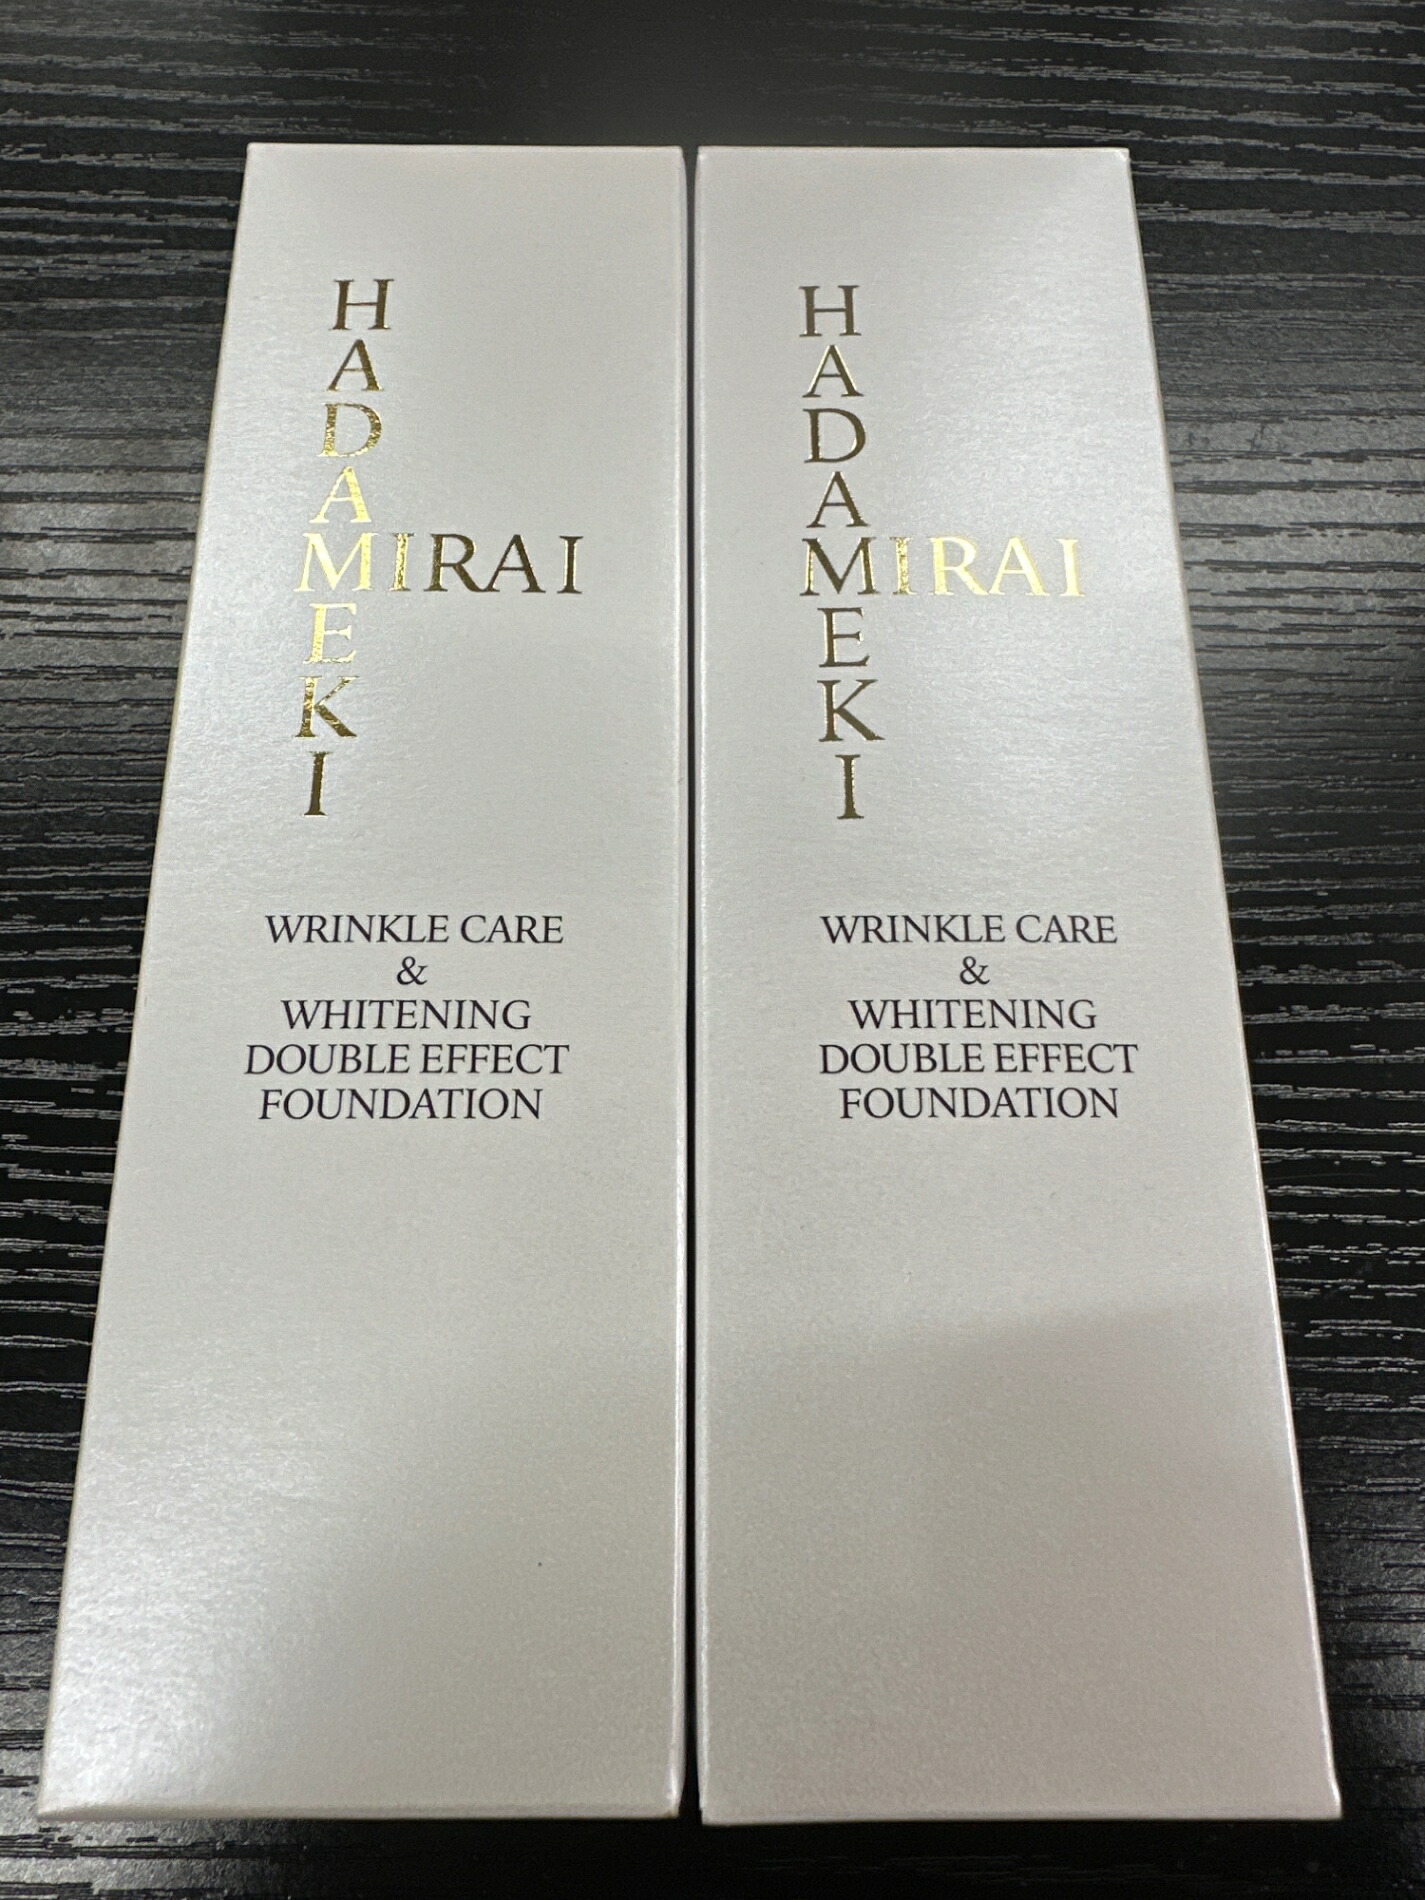 HADAMEKI
MIRAI
WRINKLE CARE
&
WHITENING
DOUBLE EFFECT
FOUNDATION
HADAMEKI
MIRAI
WRINKLE CARE
&
WHITENING
DOUBLE EFFECT
FOUNDATION